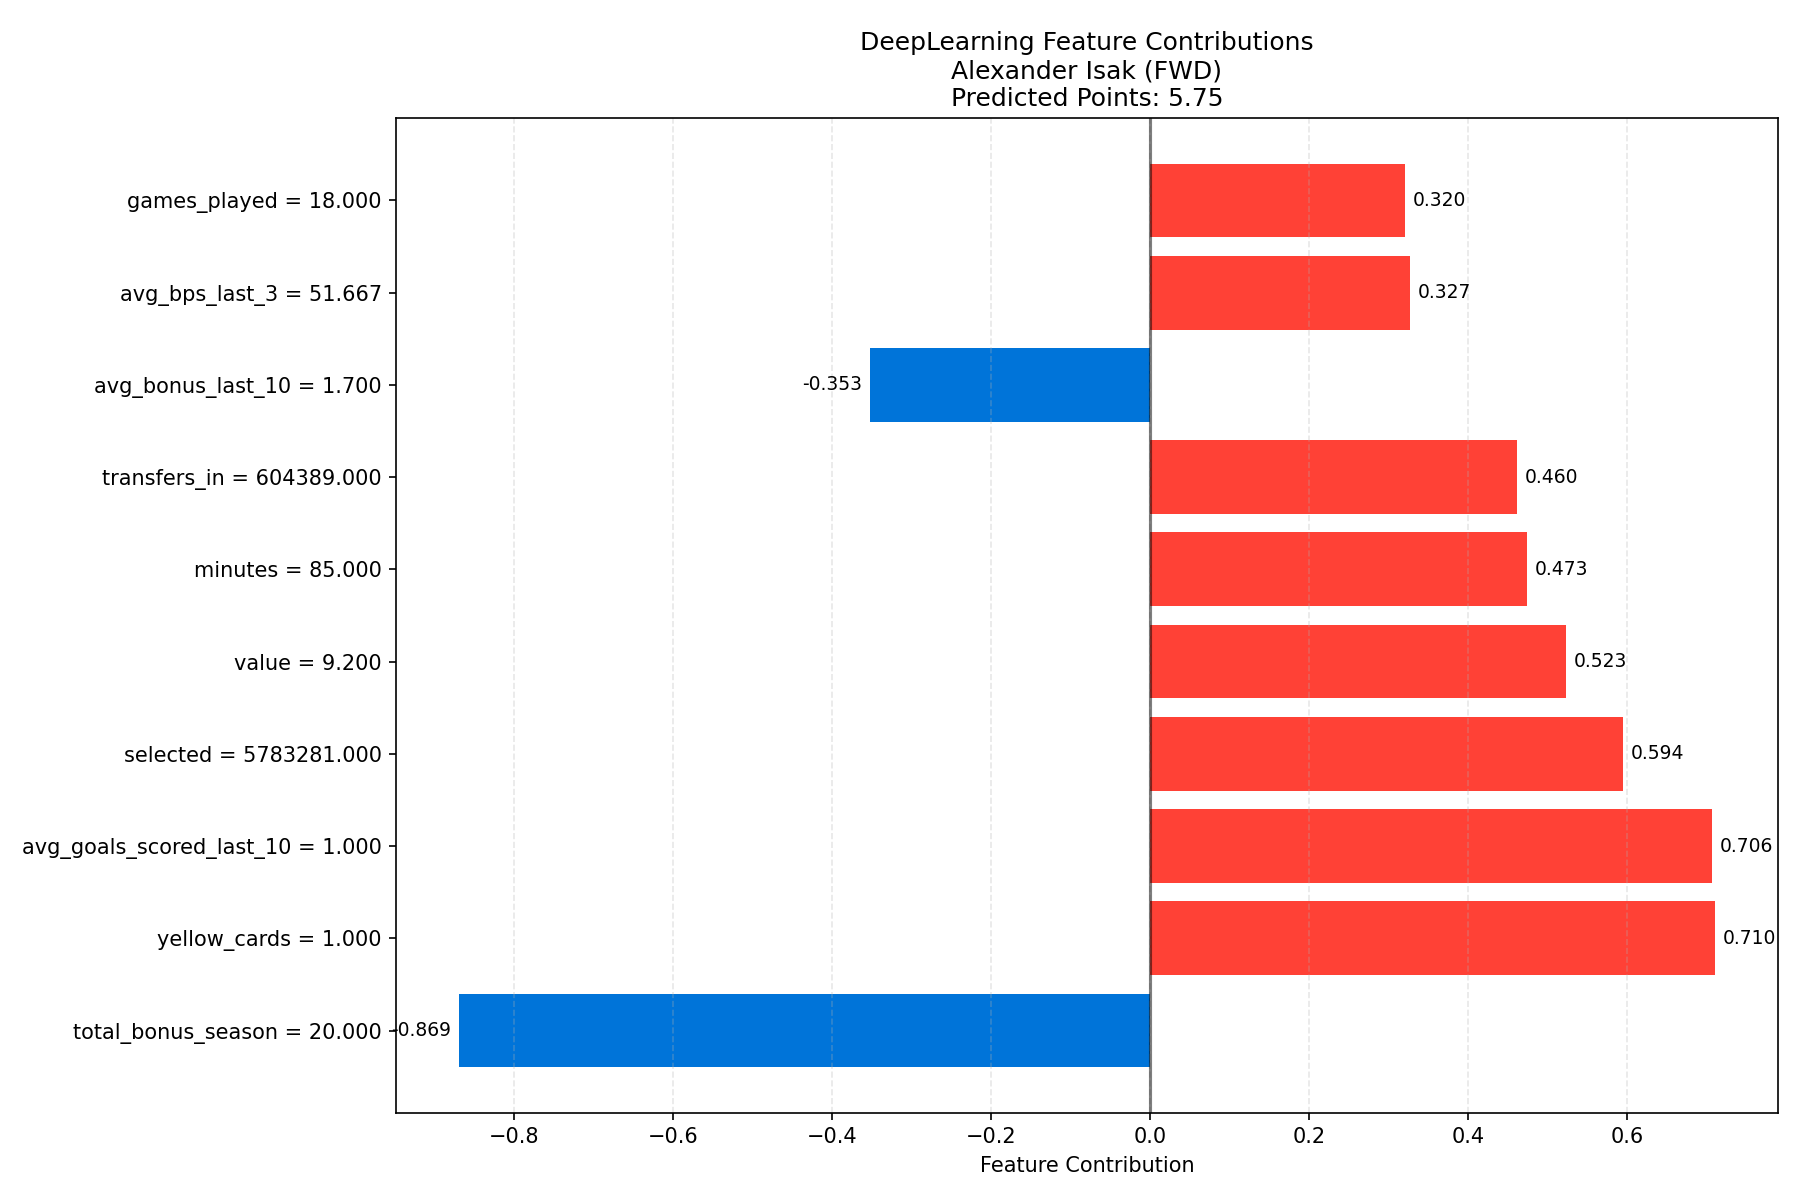 DeepLearning Feature Contributions
Alexander Isak (FWD)
Predicted Points: 5.75
games_played = 18.000
0.320
avg_bps_last_3 = 51.667
0.327
avg_bonus_last_10 = 1.700
-0.353
transfers_in = 604389.000
0.460
minutes = 85.000
0.473
value = 9.200
0.523
selected = 5783281.000
0.594
avg_goals_scored_last_10 = 1.000
0.706
yellow_cards = 1.000
0.710
total_bonus_season = 20.000
-0.869
−0.8 −0.6 −0.4 −0.2 0.0 0.2 0.4 0.6
Feature Contribution